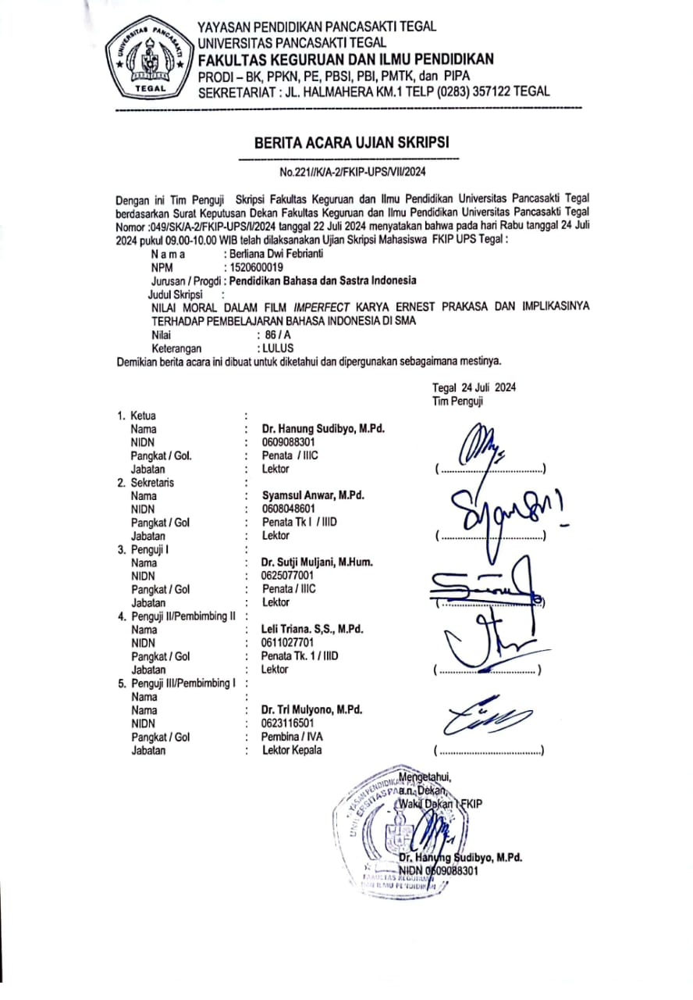 UNIVERSITAS PANCASAKTI
TEGAL
YAYASAN PENDIDIKAN PANCASAKTI TEGAL
UNIVERSITAS PANCASAKTI TEGAL
FAKULTAS KEGURUAN DAN ILMU PENDIDIKAN
PRODI – BK, PPKN, PE, PBSI, PBI, PMTK, dan PIPA
SEKRETARIAT : JL. HALMAHERA KM.1 TELP (0283) 357122 TEGAL
BERITA ACARA UJIAN SKRIPSI
No.221//K/A-2/FKIP-UPS/VII/2024
Dengan ini Tim Penguji Skripsi Fakultas Keguruan dan Ilmu Pendidikan Universitas Pancasakti Tegal
berdasarkan Surat Keputusan Dekan Fakultas Keguruan dan Ilmu Pendidikan Universitas Pancasakti Tegal
Nomor :049/SK/A-2/FKIP-UPS/I/2024 tanggal 22 Juli 2024 menyatakan bahwa pada hari Rabu tanggal 24 Juli
2024 pukul 09.00-10.00 WIB telah dilaksanakan Ujian Skripsi Mahasiswa FKIP UPS Tegal :
N a m a : Berliana Dwi Febrianti
NPM : 1520600019
Jurusan / Progdi : Pendidikan Bahasa dan Sastra Indonesia
Judul Skripsi :
NILAI MORAL DALAM FILM IMPERFECT KARYA ERNEST PRAKASA DAN IMPLIKASINYA
TERHADAP PEMBELAJARAN BAHASA INDONESIA DI SMA
Nilai : 86 / A
Keterangan : LULUS
Demikian berita acara ini dibuat untuk diketahui dan dipergunakan sebagaimana mestinya.
Tegal 24 Juli 2024
Tim Penguji
1. Ketua :
Nama : Dr. Hanung Sudibyo, M.Pd.
NIDN : 0609088301
Pangkat / Gol. : Penata / IIIC
Jabatan : Lektor (....................................)
2. Sekretaris :
Nama : Syamsul Anwar, M.Pd.
NIDN : 0608048601
Pangkat / Gol : Penata Tk I / IIID
Jabatan : Lektor (....................................)
3. Penguji I :
Nama : Dr. Sutji Muljani, M.Hum.
NIDN : 0625077001
Pangkat / Gol : Penata / IIIC
Jabatan : Lektor (....................................)
4. Penguji II/Pembimbing II :
Nama : Leli Triana. S,S., M.Pd.
NIDN : 0611027701
Pangkat / Gol : Penata Tk. 1 / IIID
Jabatan : Lektor (................................... )
5. Penguji III/Pembimbing I :
Nama :
Nama : Dr. Tri Mulyono, M.Pd.
NIDN : 0623116501
Pangkat / Gol : Pembina / IVA
Jabatan : Lektor Kepala (....................................)
Mengetahui,
a.n. Dekan,
Wakil Dekan I FKIP
Dr. Hanung Sudibyo, M.Pd.
NIDN 0609088301